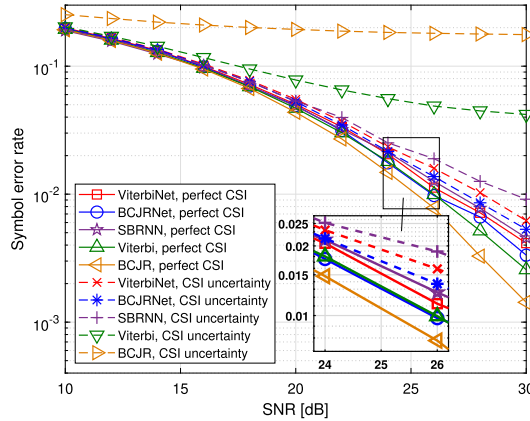 10^-1
10^-2
10^-3
Symbol error rate
ViterbiNet, perfect CSI
BCJRNet, perfect CSI
SBRNN, perfect CSI
Viterbi, perfect CSI
BCJR, perfect CSI
ViterbiNet, CSI uncertainty
BCJRNet, CSI uncertainty
SBRNN, CSI uncertainty
Viterbi, CSI uncertainty
BCJR, CSI uncertainty
0.025
0.02
0.015
0.01
24 25 26
10 15 20 25 30
SNR [dB]